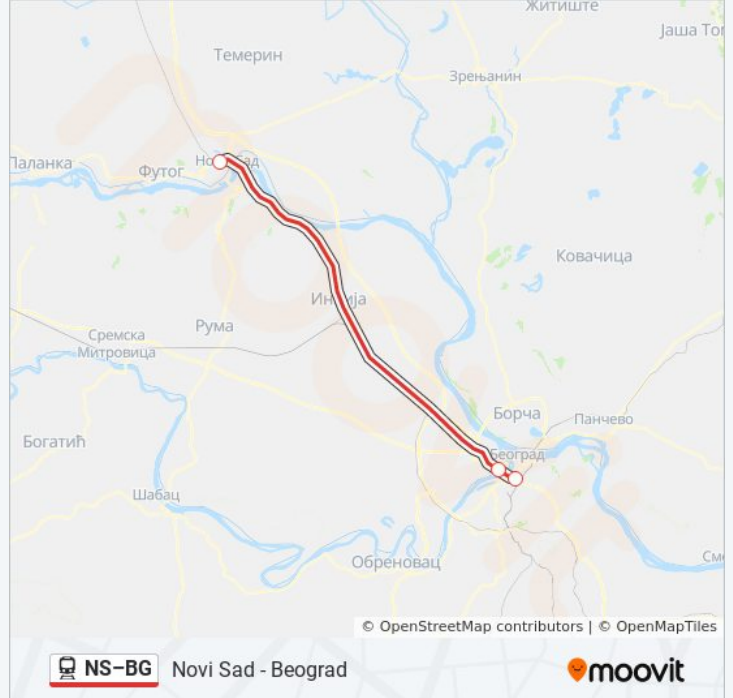 Житиште
Јаша Том
Темерин
Зрењанин
Паланка
Футог
Нови Сад
Ковачица
Инђија
Рума
Сремска
Митровица
Борча
Панчево
Београд
Богатић
Шабац
Обреновац
© OpenStreetMap contributors | © OpenMapTiles
NS–BG Novi Sad - Beograd
moovit